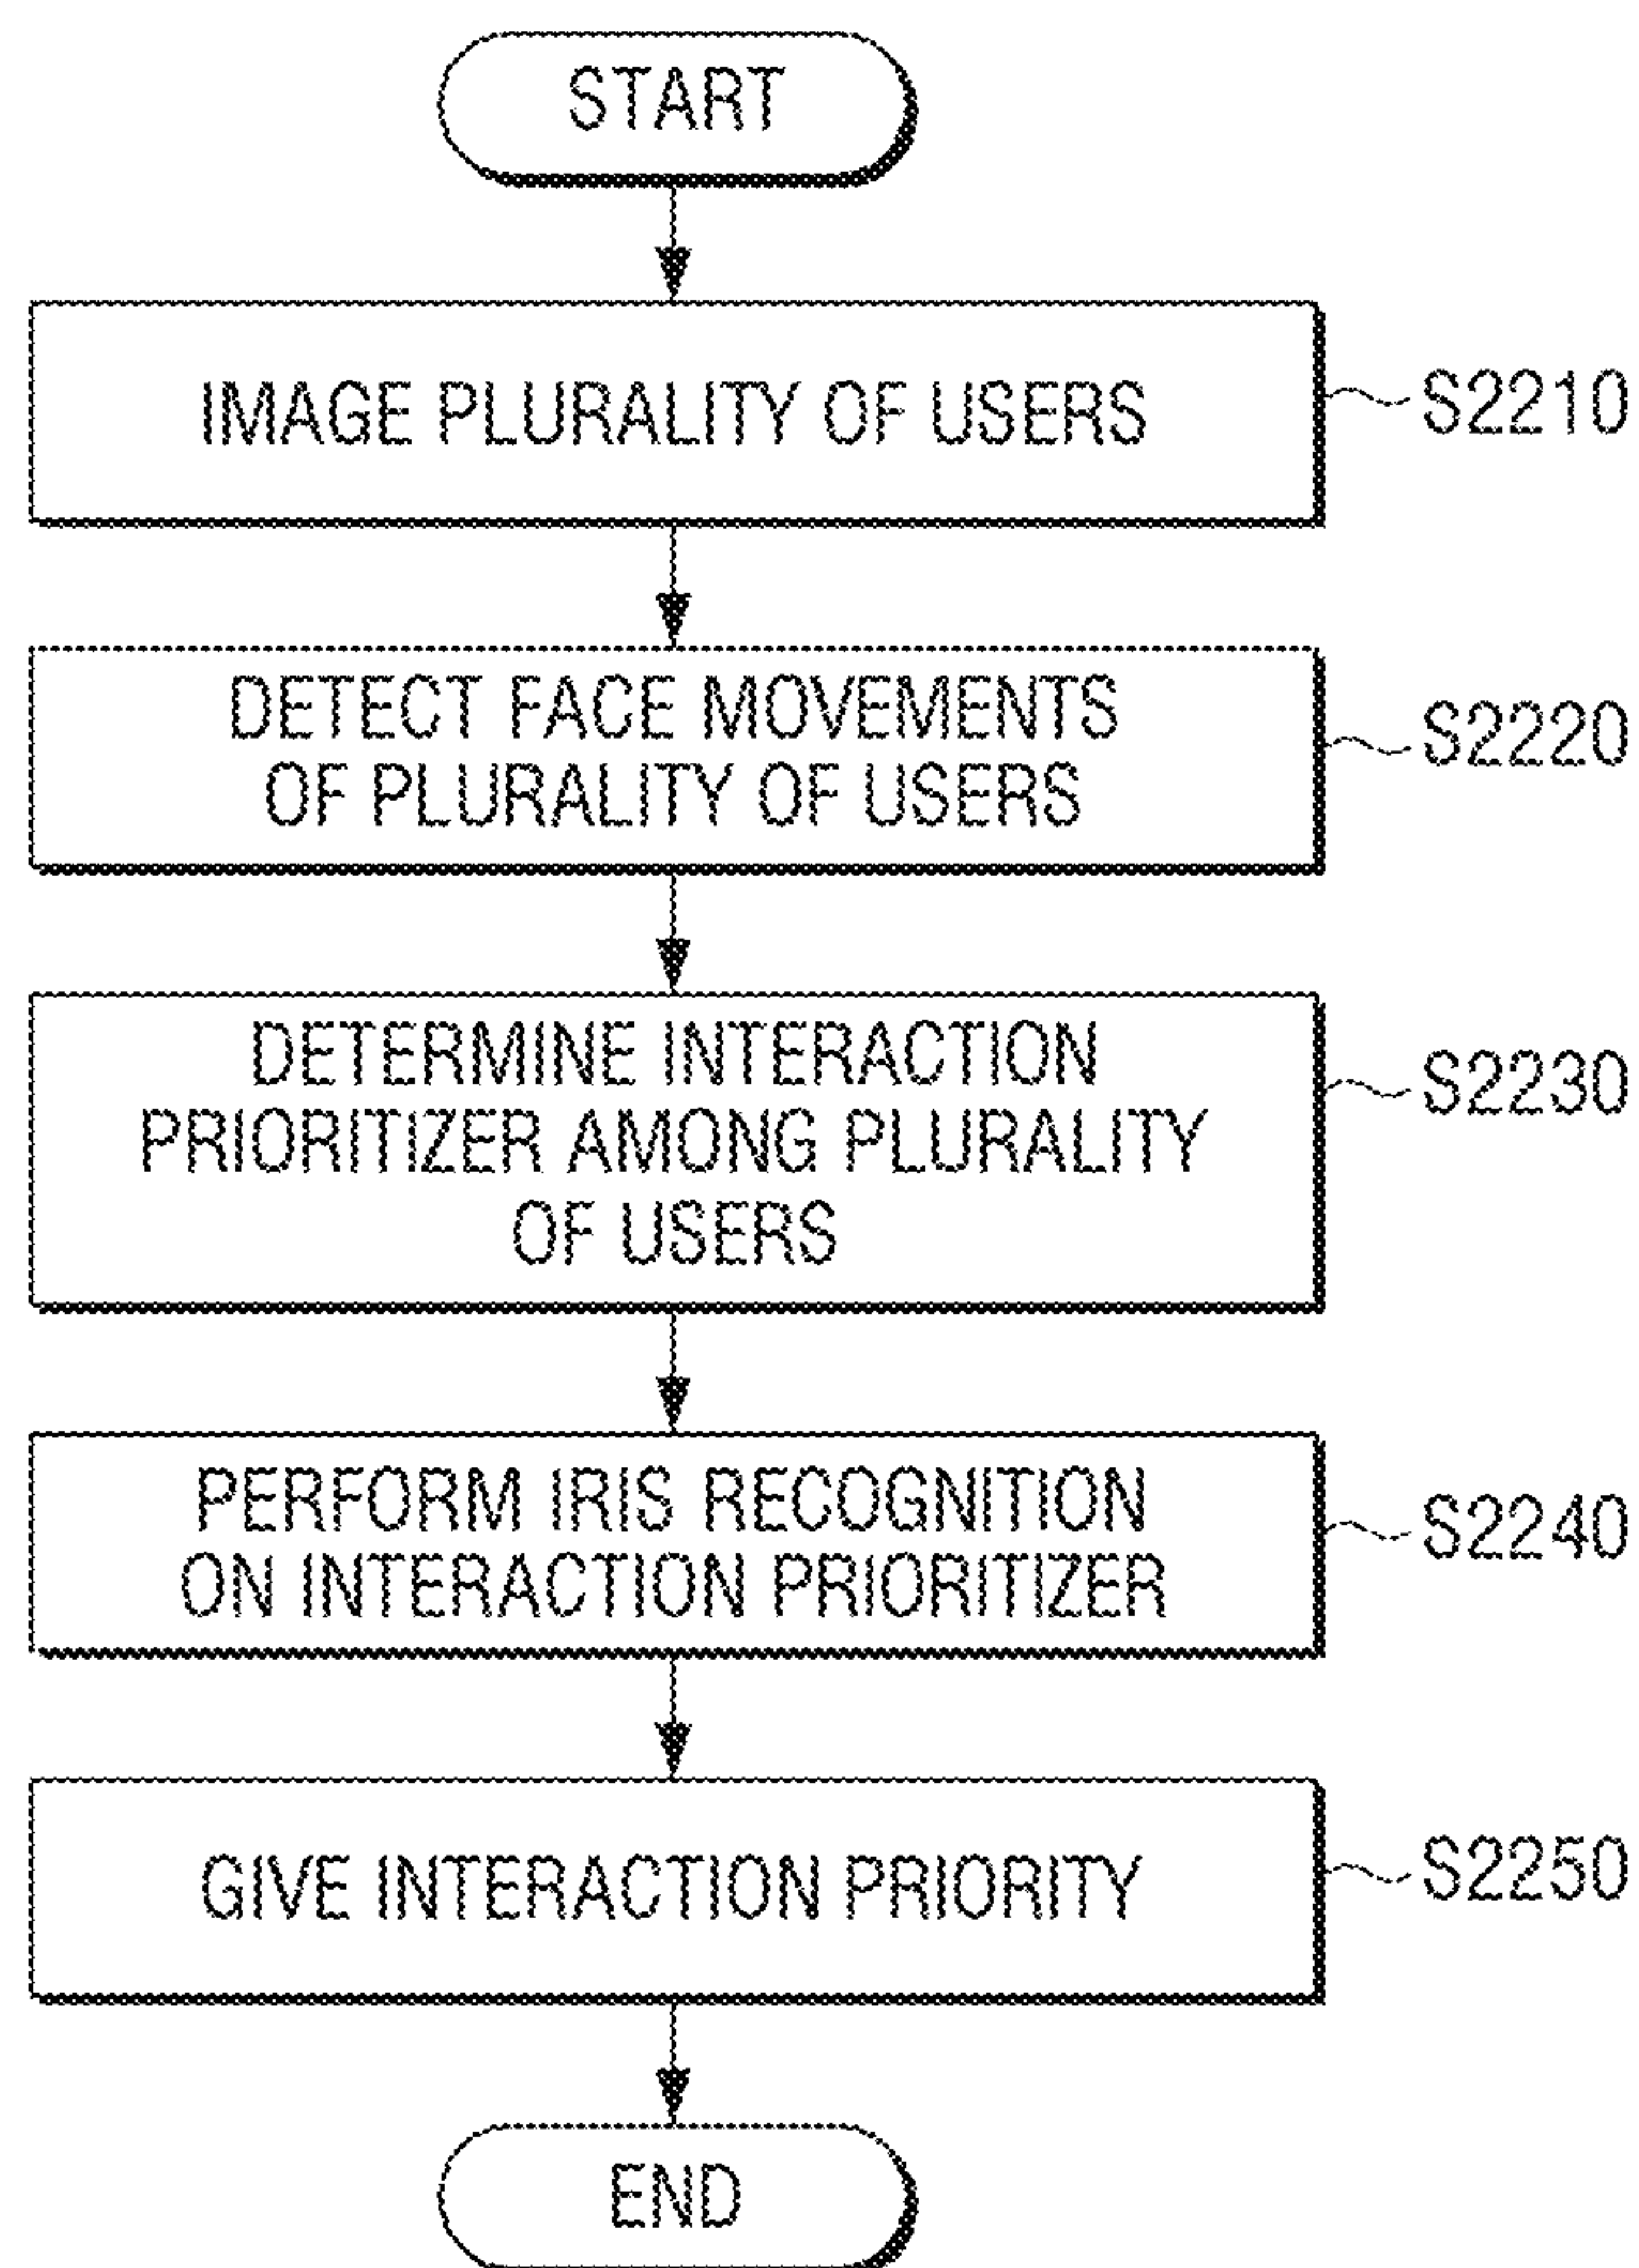 START
IMAGE PLURALITY OF USERS
S2210
DETECT FACE MOVEMENTS
OF PLURALITY OF USERS
S2220
DETERMINE INTERACTION
PRIORITIZER AMONG PLURALITY
OF USERS
S2230
PERFORM IRIS RECOGNITION
ON INTERACTION PRIORITIZER
S2240
GIVE INTERACTION PRIORITY
S2250
END